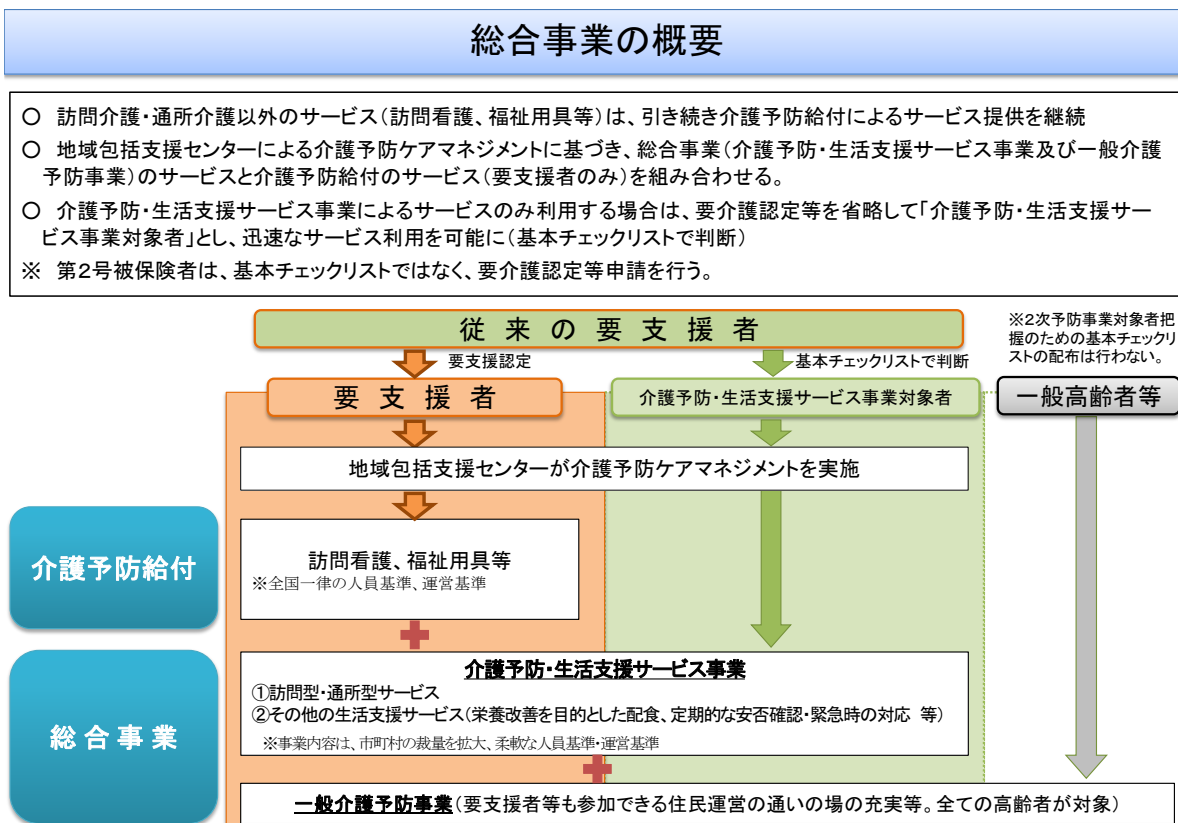 総合事業の概要
○ 訪問介護・通所介護以外のサービス(訪問看護、福祉用具等)は、引き続き介護予防給付によるサービス提供を継続
○ 地域包括支援センターによる介護予防ケアマネジメントに基づき、総合事業(介護予防・生活支援サービス事業及び一般介護
予防事業)のサービスと介護予防給付のサービス(要支援者のみ)を組み合わせる。
○ 介護予防・生活支援サービス事業によるサービスのみ利用する場合は、要介護認定等を省略して「介護予防・生活支援サー
ビス事業対象者」とし、迅速なサービス利用を可能に(基本チェックリストで判断)
※ 第2号被保険者は、基本チェックリストではなく、要介護認定等申請を行う。
従来の要支援者
※2次予防事業対象者把
握のための基本チェックリ
ストの配布は行わない。
要支援認定
基本チェックリストで判断
要支援者
介護予防・生活支援サービス事業対象者
一般高齢者等
地域包括支援センターが介護予防ケアマネジメントを実施
介護予防給付
訪問看護、福祉用具等
※全国一律の人員基準、運営基準
総合事業
介護予防・生活支援サービス事業
①訪問型・通所型サービス
②その他の生活支援サービス(栄養改善を目的とした配食、定期的な安否確認・緊急時の対応 等)
※事業内容は、市町村の裁量を拡大、柔軟な人員基準・運営基準
一般介護予防事業(要支援者等も参加できる住民運営の通いの場の充実等。全ての高齢者が対象)